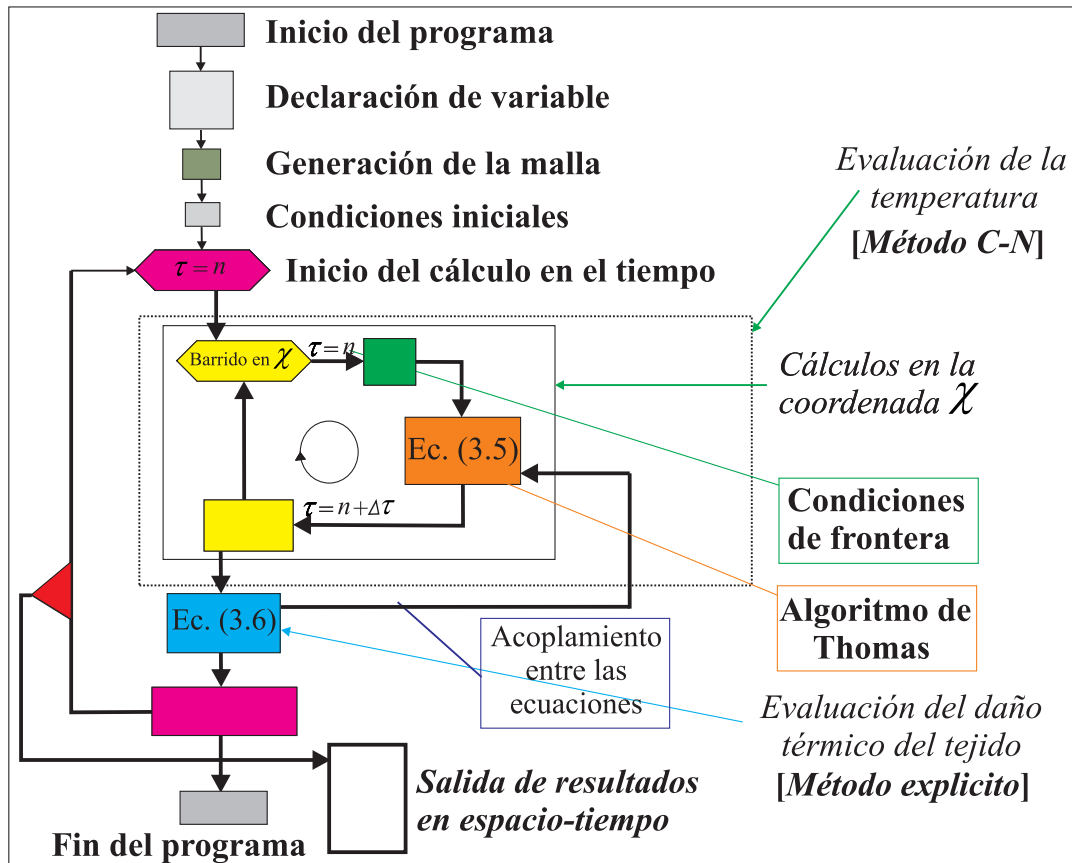 Inicio del programa
Declaración de variable
Generación de la malla
Condiciones iniciales
τ = n
Inicio del cálculo en el tiempo
Evaluación de la
temperatura
[Método C-N]
Barrido en χ
τ = n
Cálculos en la
coordenada χ
Ec. (3.5)
τ = n + Δτ
Condiciones
de frontera
Ec. (3.6)
Algoritmo de
Thomas
Acoplamiento
entre las
ecuaciones
Evaluación del daño
térmico del tejido
[Método explicito]
Salida de resultados
en espacio-tiempo
Fin del programa